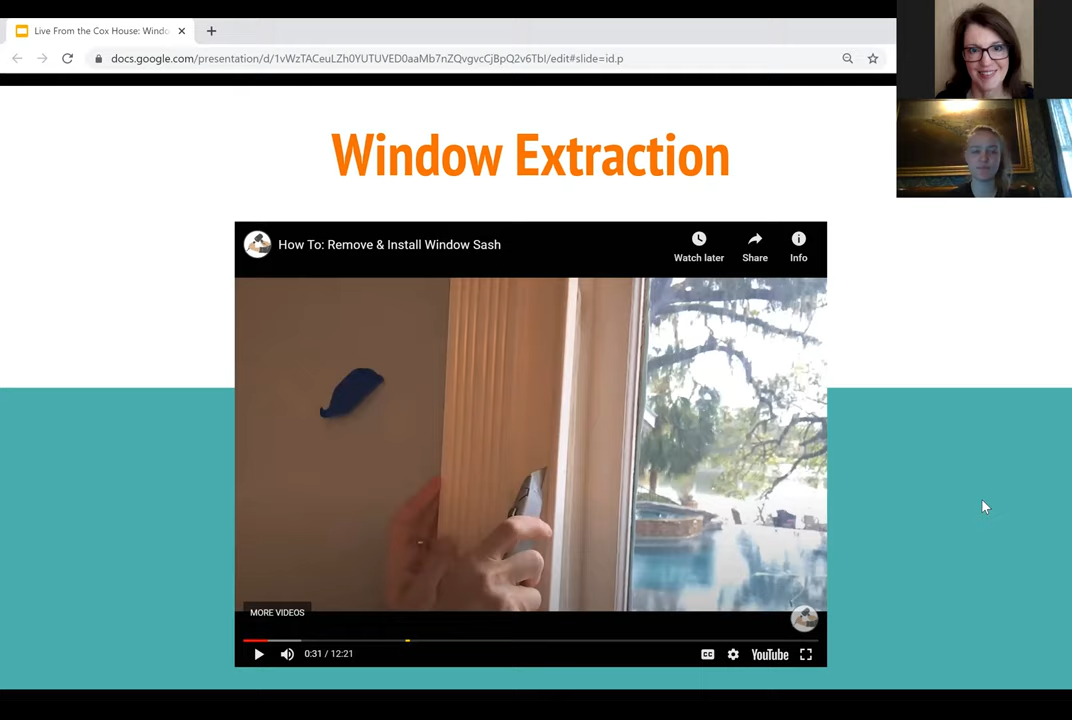 Live From the Cox House: Windo
docs.google.com/presentation/d/1vWzTACeuLZh0YUTUVED0aaMb7nZQvgvcCjBpQ2v6TbI/edit#slide=id.p
Window Extraction
How To: Remove & Install Window Sash
Watch later
Share
Info
MORE VIDEOS
0:31 / 12:21
CC
YouTube